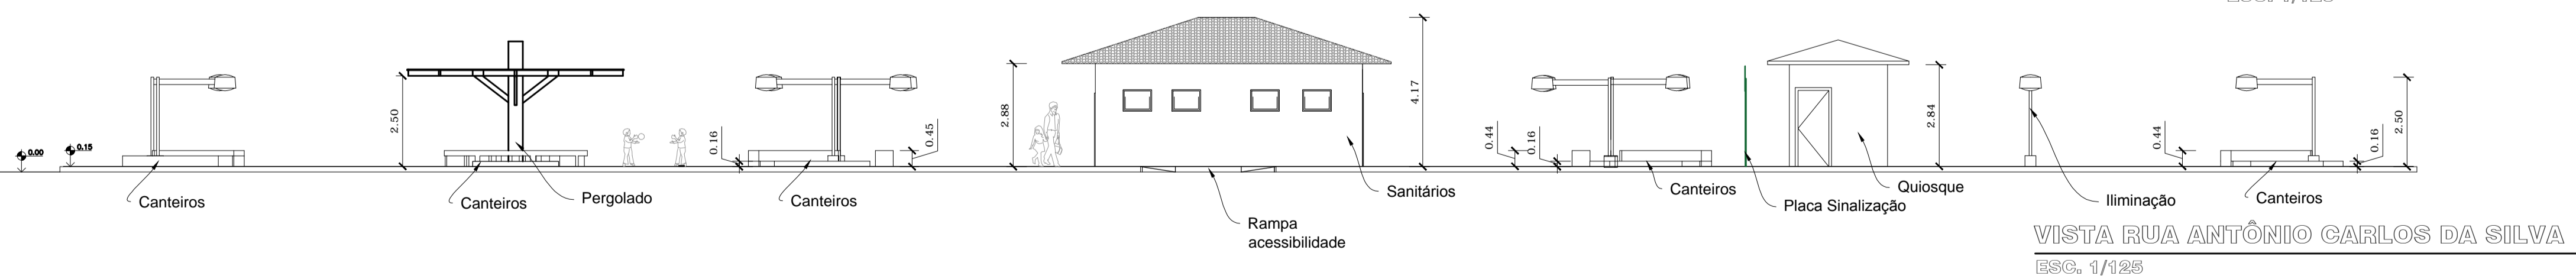 0.00
0.15
Canteiros
2.50
Canteiros
Pergolado
0.16
Canteiros
0.45
2.88
Rampa
acessibilidade
Sanitários
4.17
0.44
0.16
Canteiros
Placa Sinalização
Quiosque
2.84
Iliminação
0.44
Canteiros
0.16
2.50
VISTA RUA ANTÔNIO CARLOS DA SILVA
ESC. 1/125